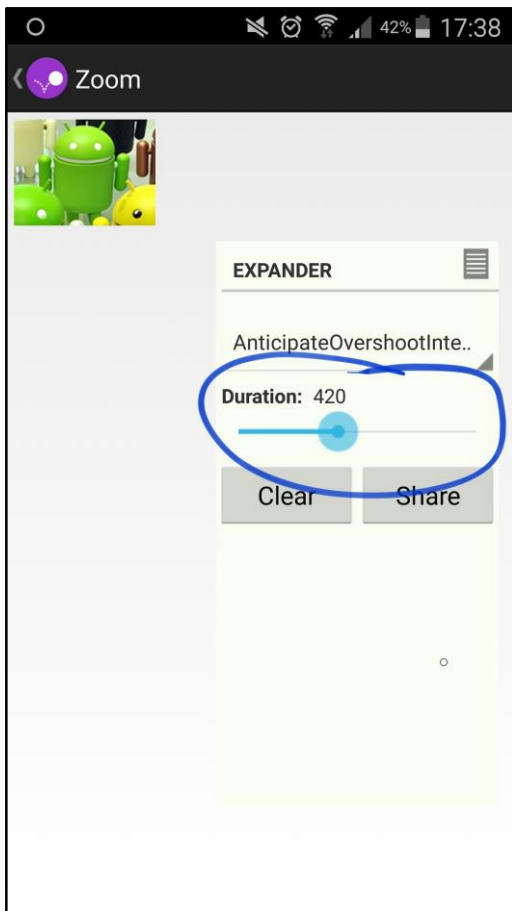 42% 17:38
Zoom
EXPANDER
AnticipateOvershootInte..
Duration: 420
Clear Share